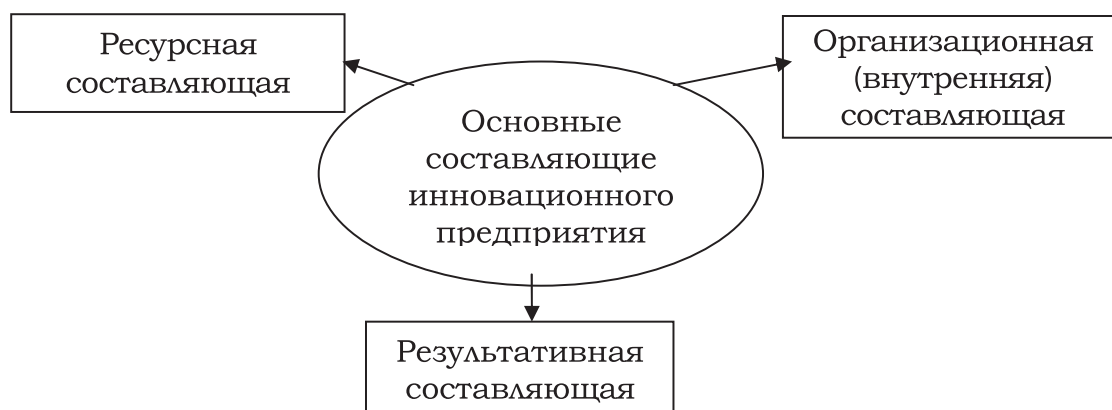 Ресурсная
составляющая
Организационная
(внутренняя)
составляющая
Основные
составляющие
инновационного
предприятия
Результативная
составляющая